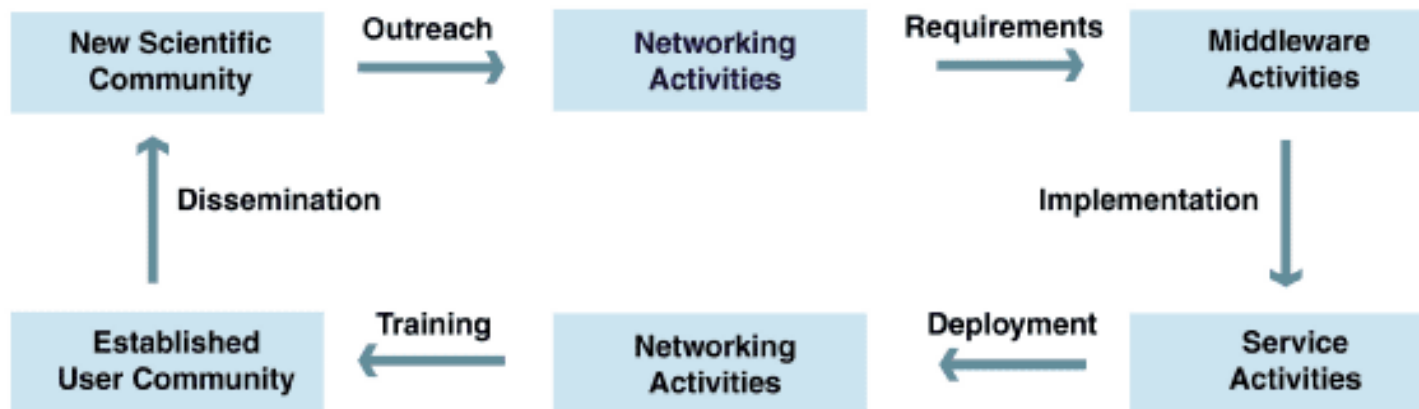 New Scientific
Community
Outreach
Networking
Activities
Requirements
Middleware
Activities
Dissemination
Implementation
Established
User Community
Training
Networking
Activities
Deployment
Service
Activities